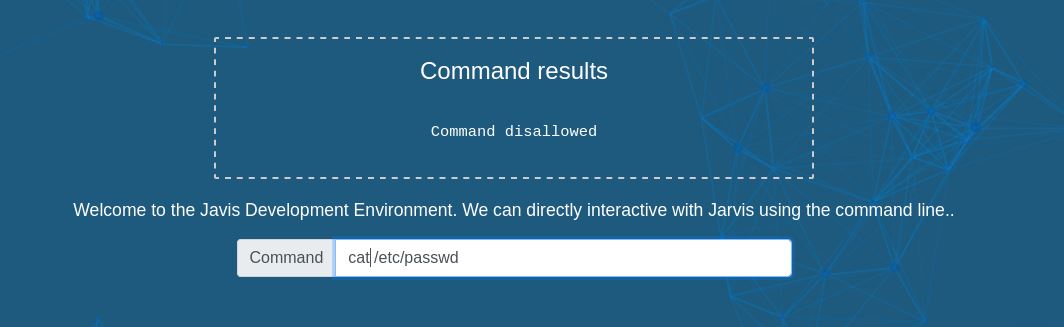 Command results
Command disallowed
Welcome to the Javis Development Environment. We can directly interactive with Jarvis using the command line..
Command cat /etc/passwd